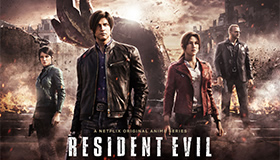 A NETFLIX ORIGINAL ANIME SERIES
RESIDENT EVIL